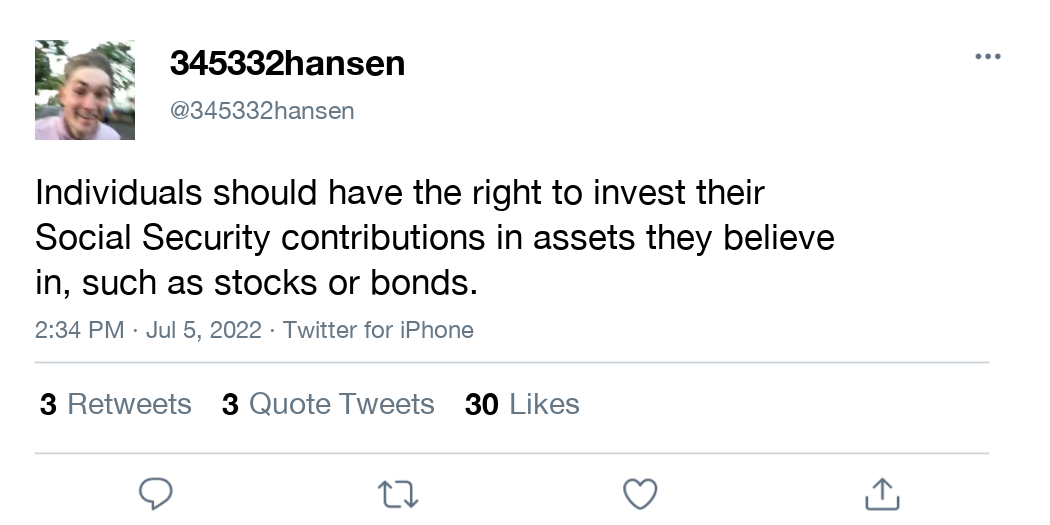 345332hansen
@345332hansen
Individuals should have the right to invest their
Social Security contributions in assets they believe
in, such as stocks or bonds.
2:34 PM · Jul 5, 2022 · Twitter for iPhone
3 Retweets 3 Quote Tweets 30 Likes